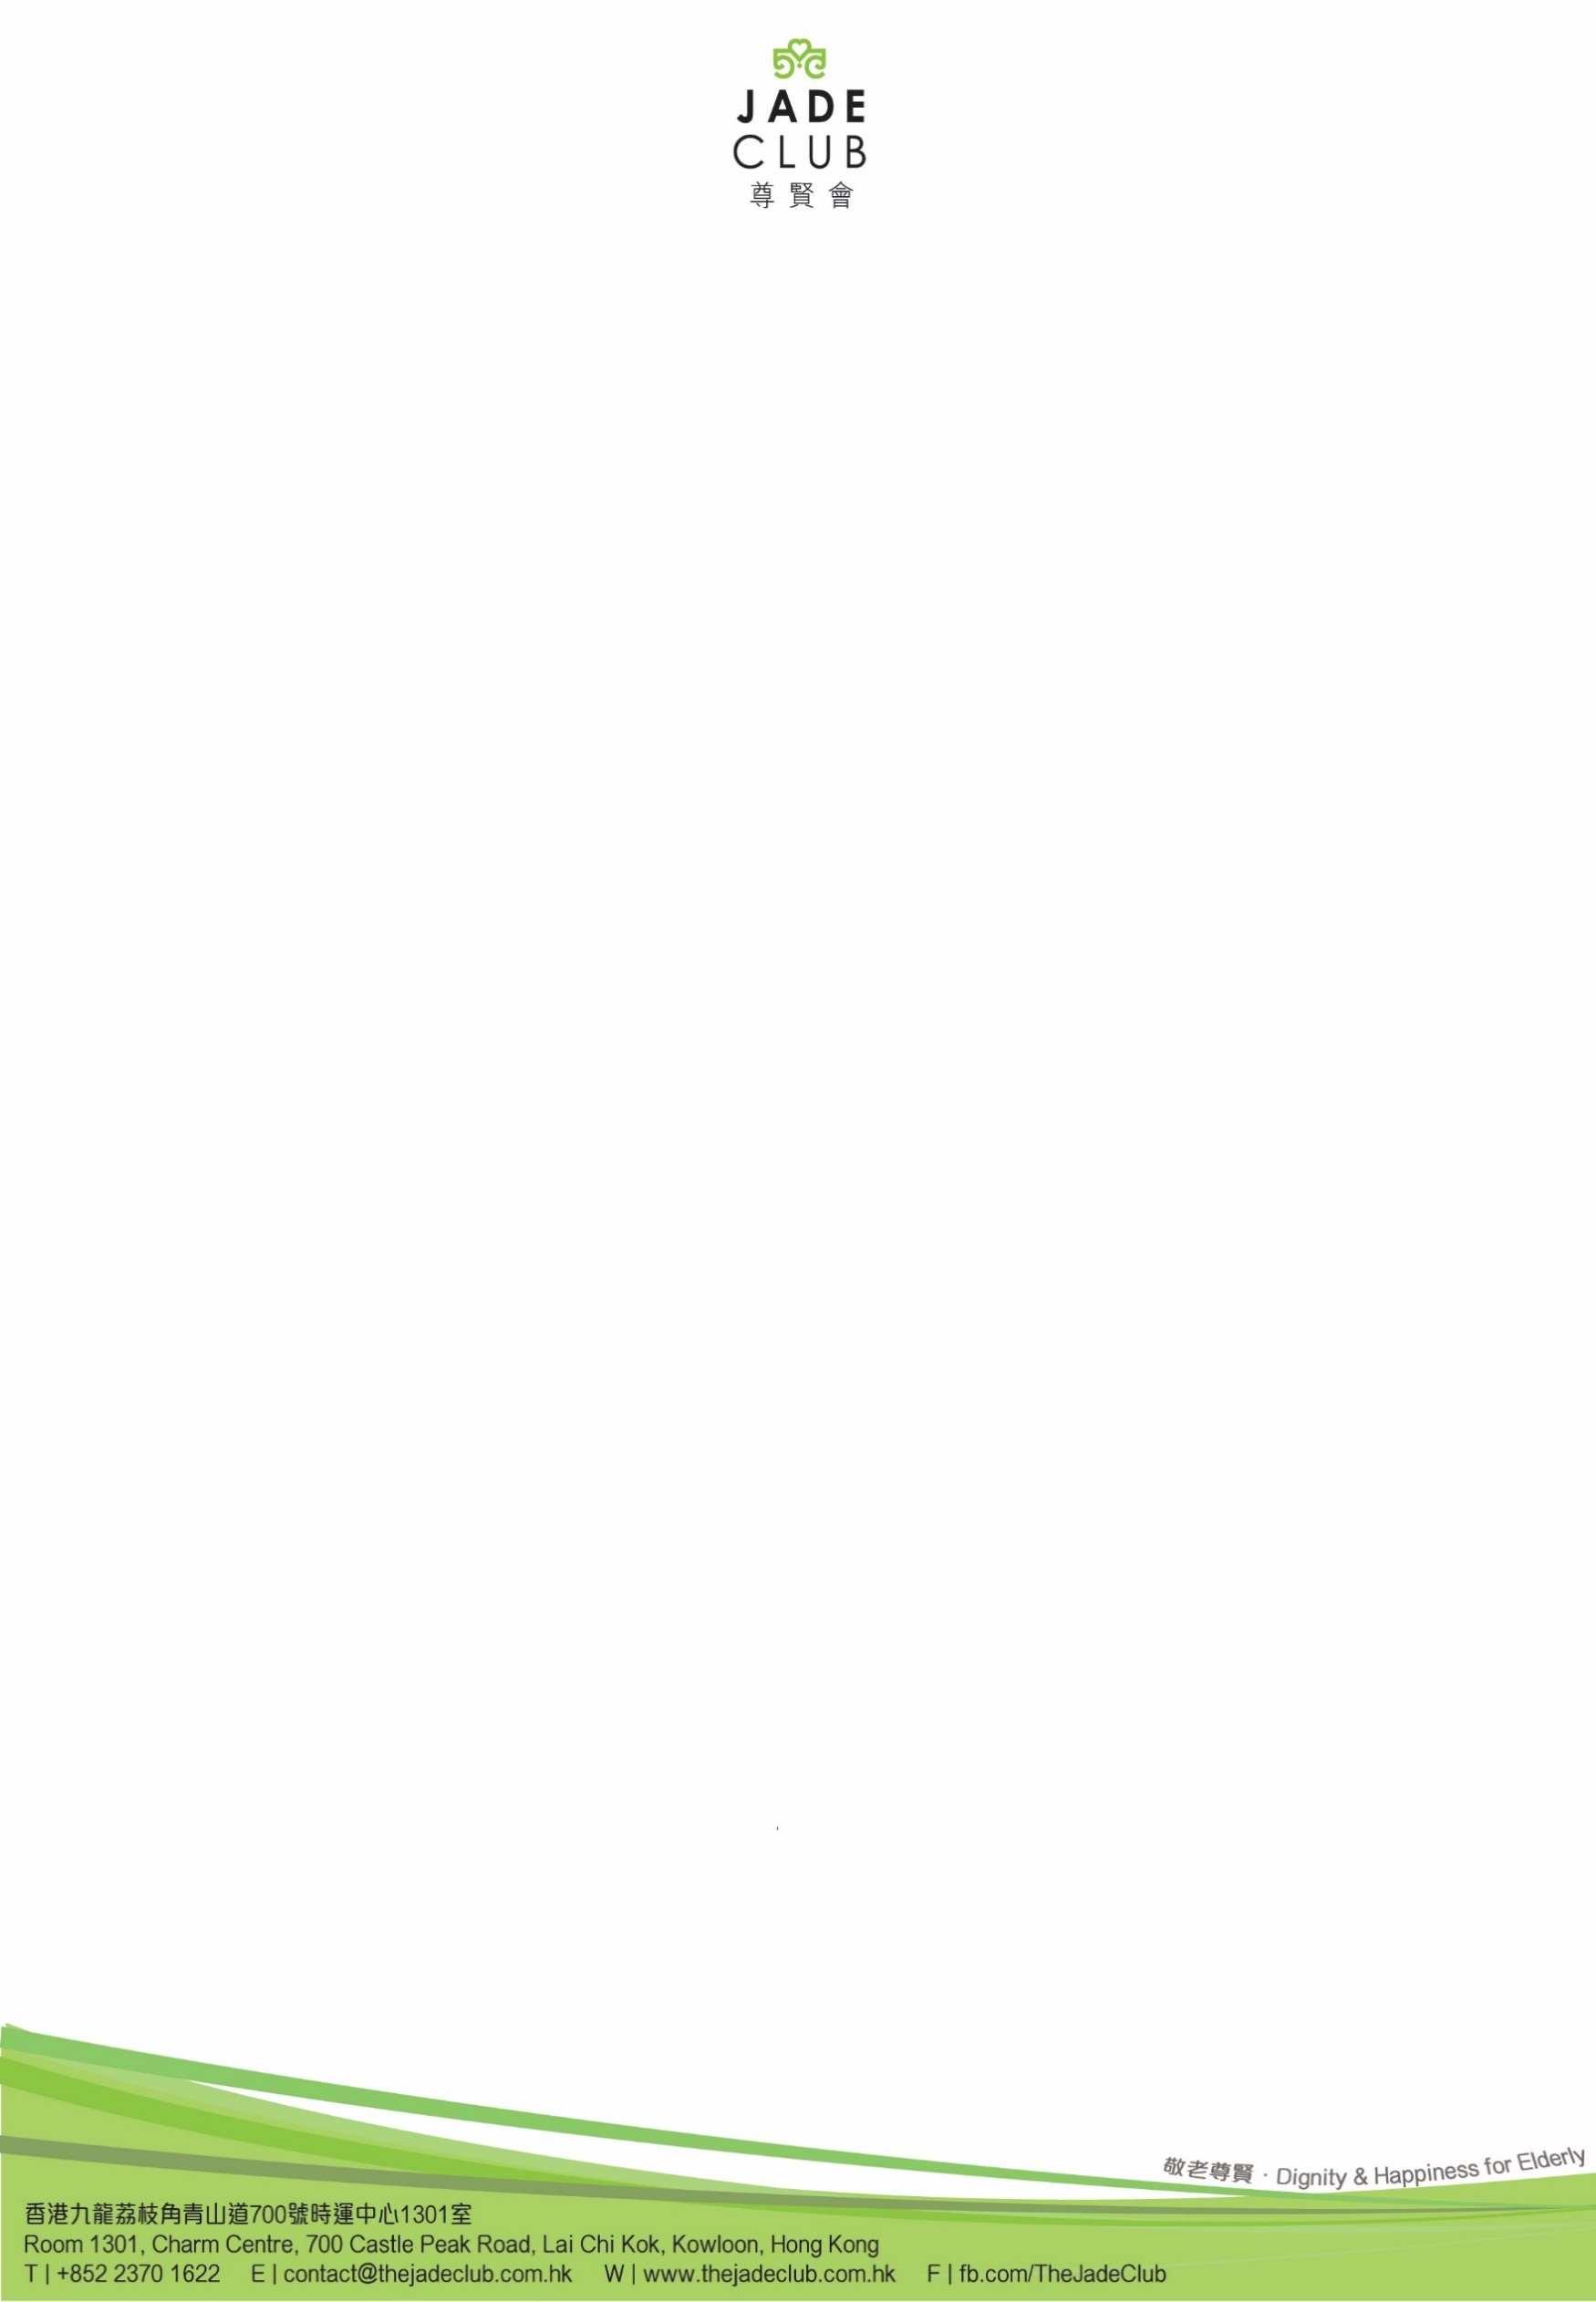 JADE
CLUB
尊賢會
敬老尊賢 · Dignity & Happiness for Elderly
香港九龍荔枝角青山道700號時運中心1301室
Room 1301, Charm Centre, 700 Castle Peak Road, Lai Chi Kok, Kowloon, Hong Kong
T | +852 2370 1622 E | contact@thejadeclub.com.hk W | www.thejadeclub.com.hk F | fb.com/TheJadeClub